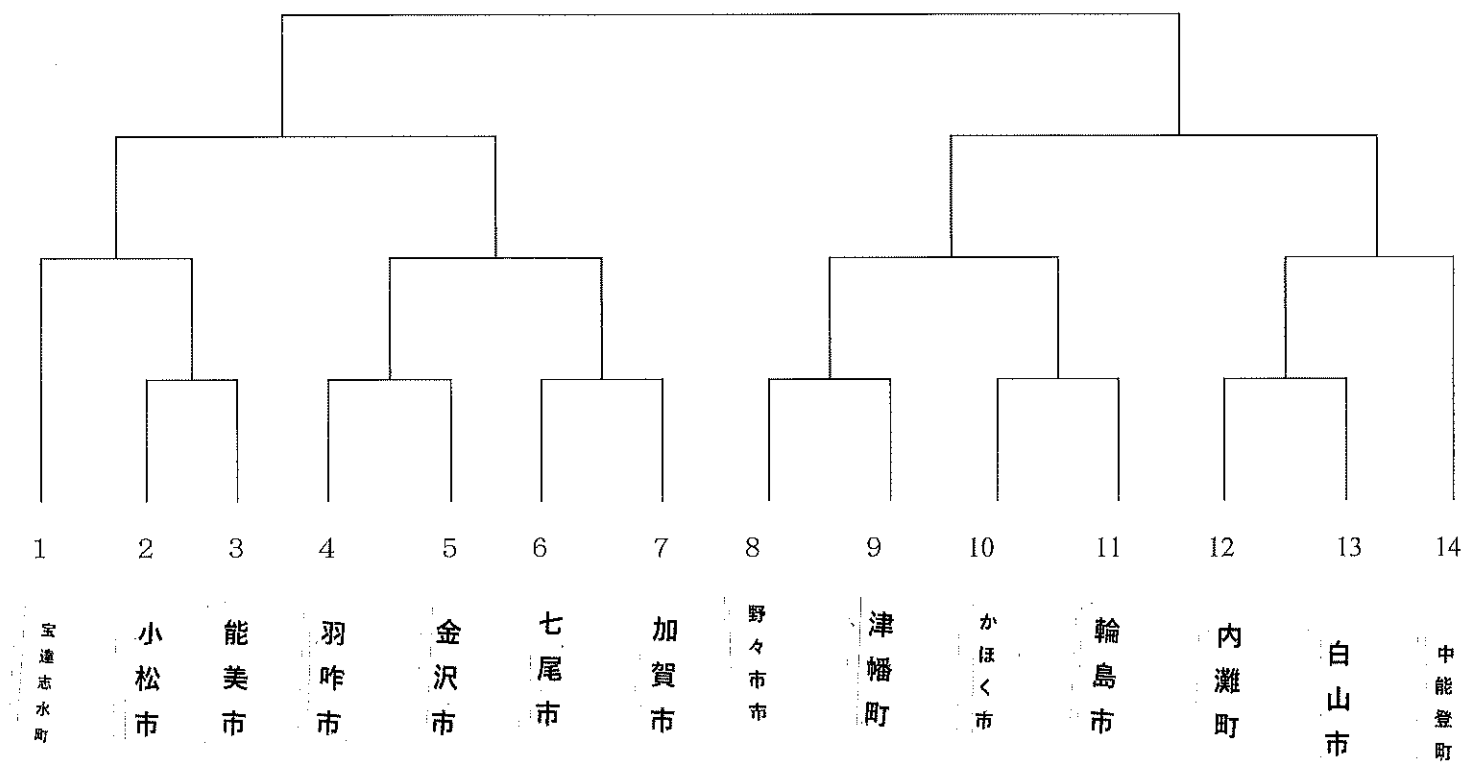 1 2 3 4 5 6 7 8 9 10 11 12 13 14
宝達志水町
小松市
能美市
羽咋市
金沢市
七尾市
加賀市
野々市市
津幡町
かほく市
輪島市
内灘町
白山市
中能登町